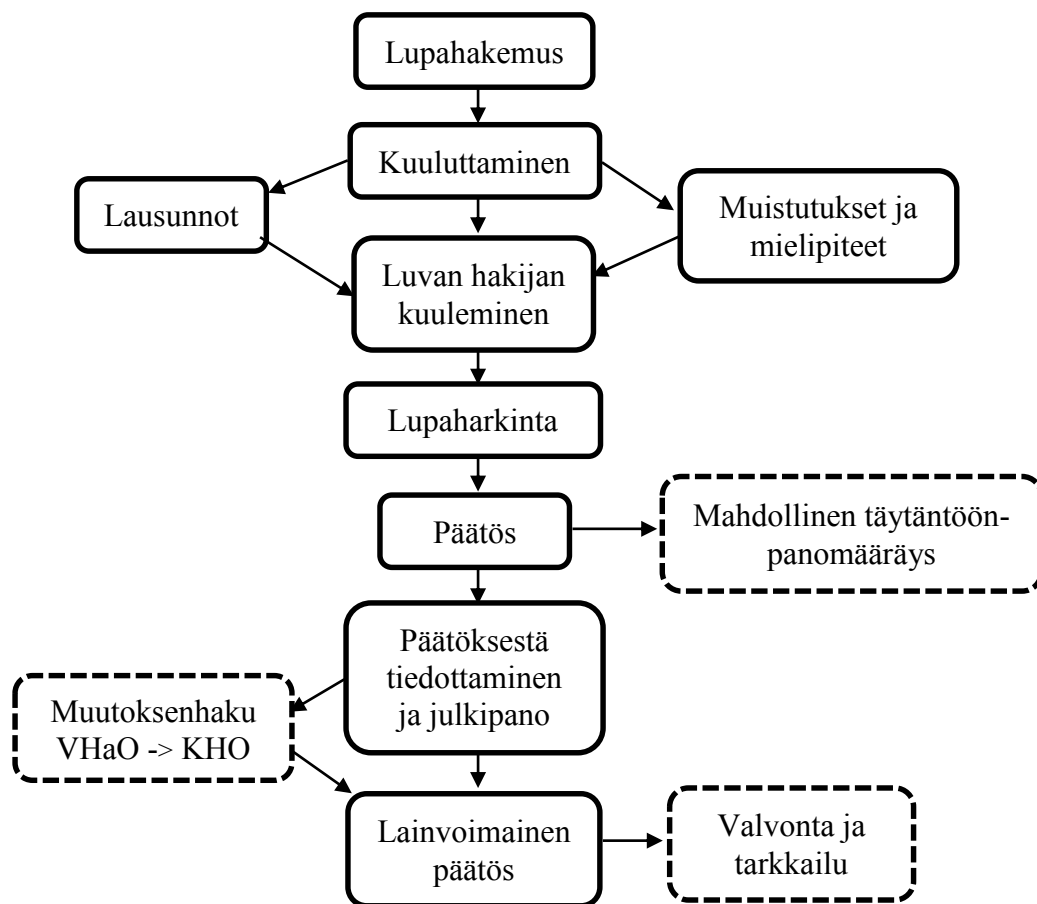 Lupahakemus
Kuuluttaminen
Lausunnot
Muistutukset ja
mielipiteet
Luvan hakijan
kuuleminen
Lupaharkinta
Päätös
Mahdollinen täytäntöön-
panomääräys
Päätöksestä
tiedottaminen
ja julkipano
Muutoksenhaku
VHaO -> KHO
Lainvoimainen
päätös
Valvonta ja
tarkkailu